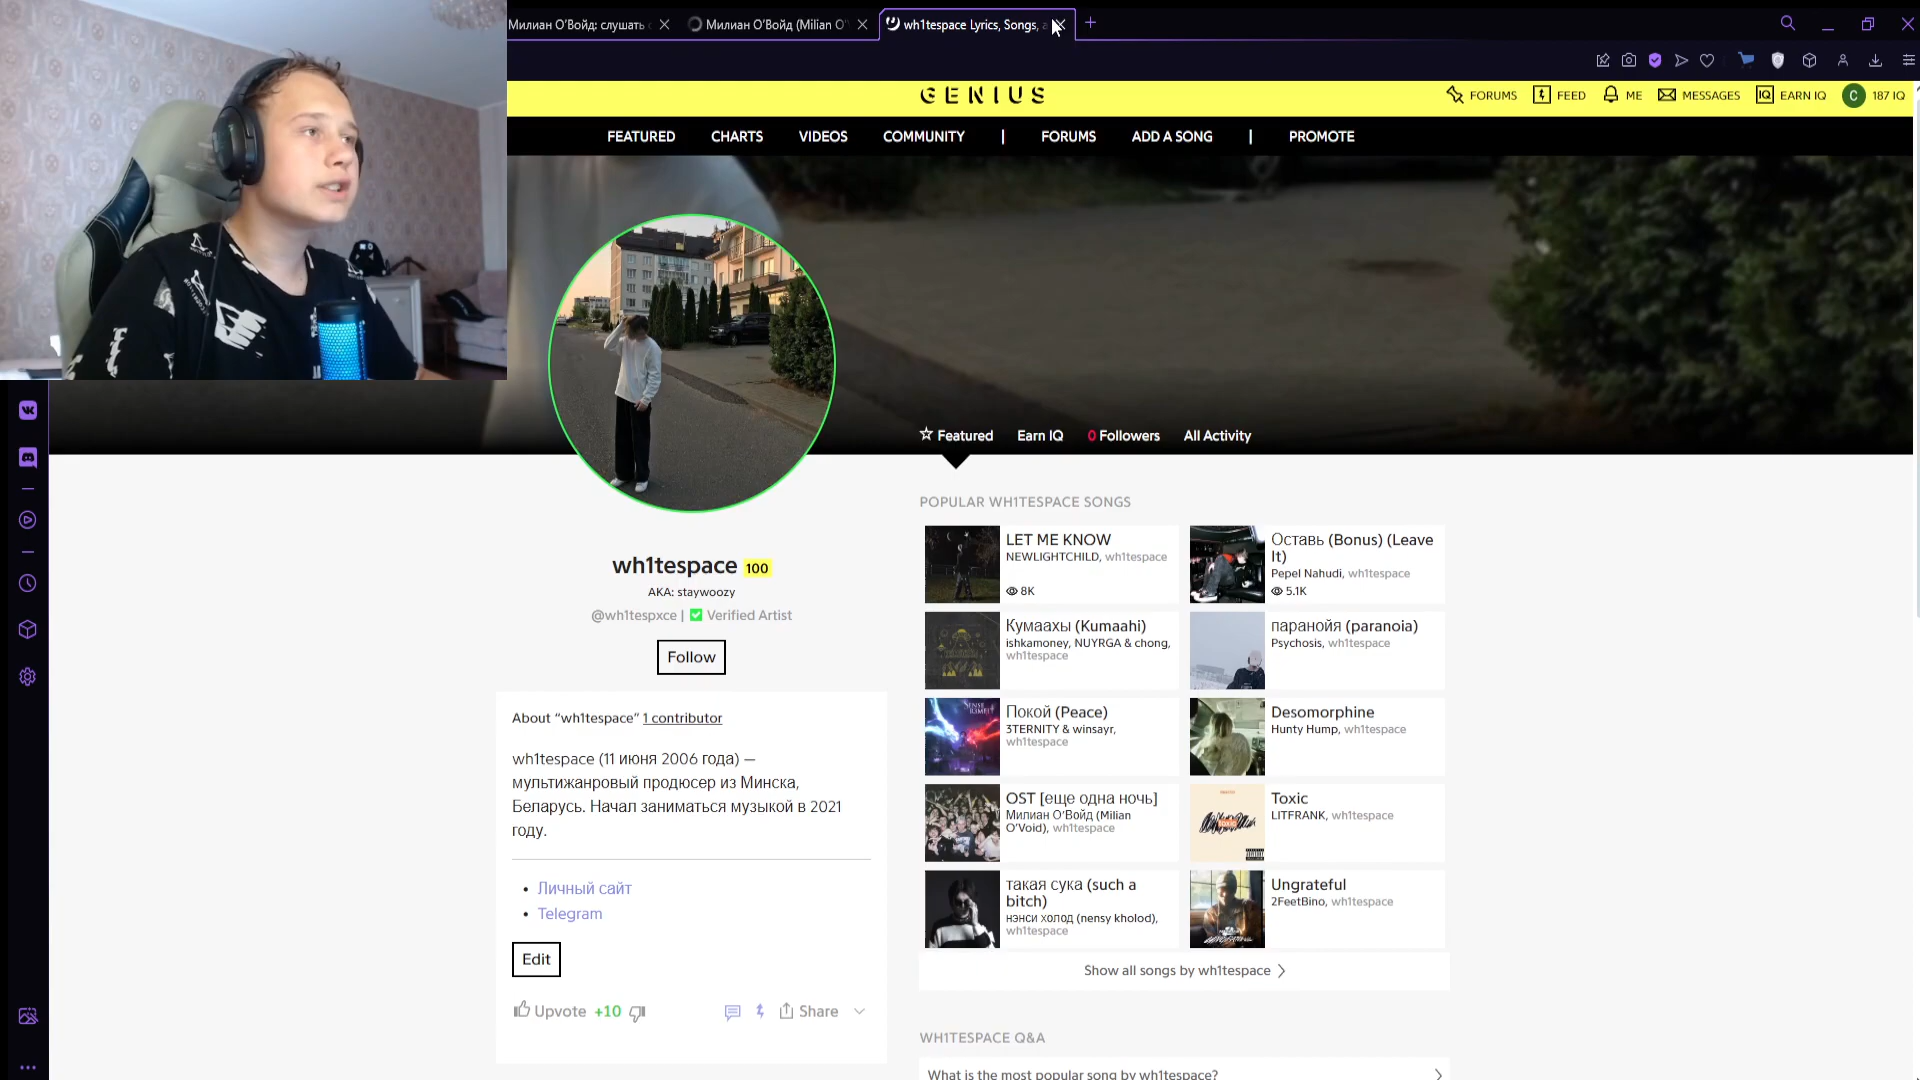 Милиан О'Войд: слушать
Милиан О'Войд (Milian O'
wh1tespace Lyrics, Songs, a
GENIUS
FORUMS
FEED
ME
MESSAGES
IQ EARN IQ
C 187 IQ
FEATURED CHARTS VIDEOS COMMUNITY | FORUMS ADD A SONG | PROMOTE
Featured Earn IQ 0 Followers All Activity
wh1tespace 100
AKA: staywoozy
@wh1tespxce | Verified Artist
Follow
About “wh1tespace” 1 contributor
wh1tespace (11 июня 2006 года) —
мультижанровый продюсер из Минска,
Беларусь. Начал заниматься музыкой в 2021
году.
• Личный сайт
• Telegram
Edit
Upvote +10
Share
POPULAR WH1TESPACE SONGS
LET ME KNOW
NEWLIGHTCHILD, wh1tespace
8K
Оставь (Bonus) (Leave
It)
Pepel Nahudi, wh1tespace
5.1K
Кумаахы (Kumaahi)
ishkamoney, NUYRGA & chong,
wh1tespace
паранойя (paranoia)
Psychosis, wh1tespace
Покой (Peace)
3TERNITY & winsayr,
wh1tespace
Desomorphine
Hunty Hump, wh1tespace
OST [еще одна ночь]
Милиан О'Войд (Milian
O'Void), wh1tespace
Toxic
LITFRANK, wh1tespace
такая сука (such a
bitch)
нэнси холод (nensy kholod),
wh1tespace
Ungrateful
2FeetBino, wh1tespace
Show all songs by wh1tespace
WH1TESPACE Q&A
What is the most popular song by wh1tespace?